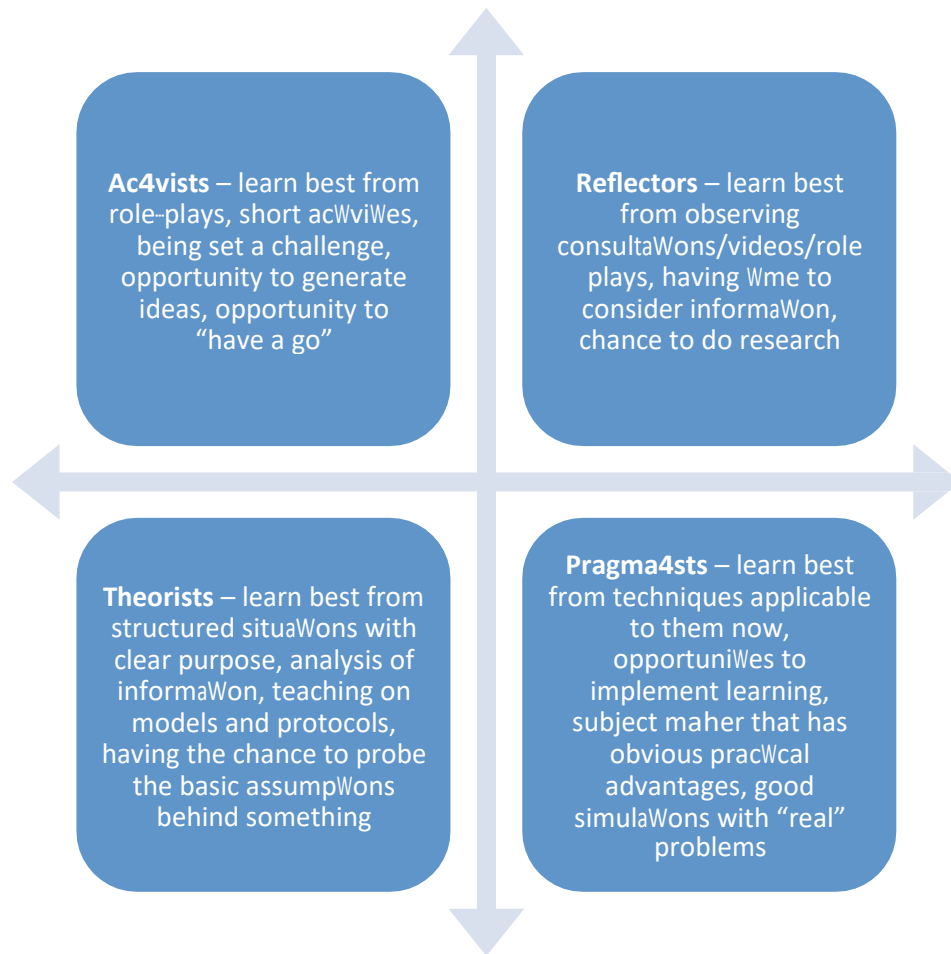 Ac4vists – learn best from
role-plays, short acWviWes,
being set a challenge,
opportunity to generate
ideas, opportunity to
“have a go”
Reflectors – learn best
from observing
consultaWons/videos/role
plays, having Wme to
consider informaWon,
chance to do research
Theorists – learn best from
structured situaWons with
clear purpose, analysis of
informaWon, teaching on
models and protocols,
having the chance to probe
the basic assumpWons
behind something
Pragma4sts – learn best
from techniques applicable
to them now,
opportuniWes to
implement learning,
subject maher that has
obvious pracWcal
advantages, good
simulaWons with “real”
problems